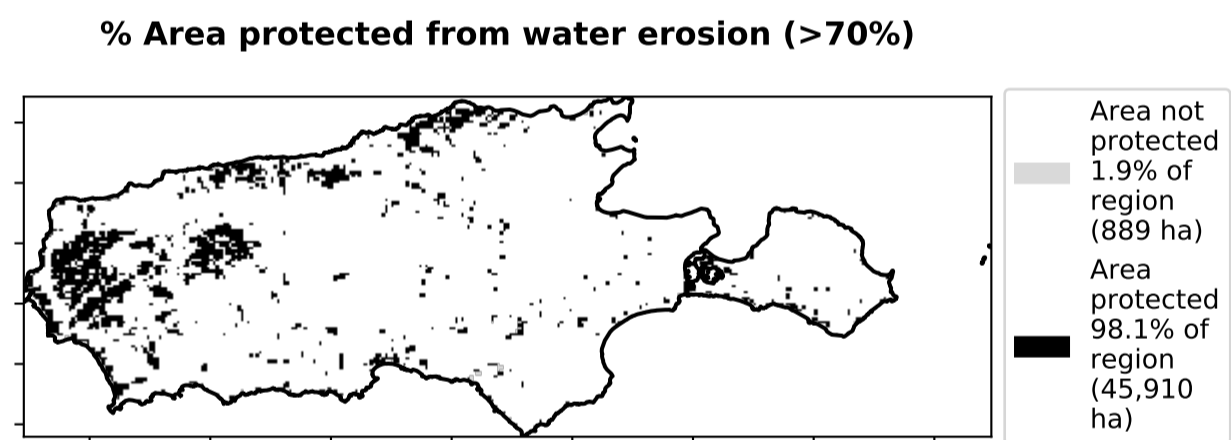 % Area protected from water erosion (>70%)
Area not
protected
1.9% of
region
(889 ha)
Area
protected
98.1% of
region
(45,910
ha)